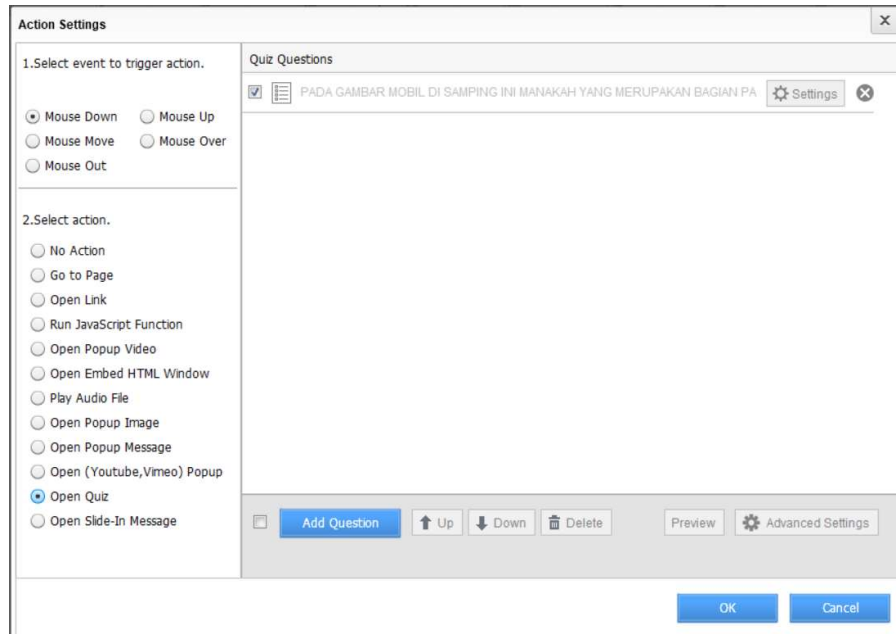 Action Settings
1.Select event to trigger action.
Mouse Down Mouse Up
Mouse Move Mouse Over
Mouse Out
2.Select action.
No Action
Go to Page
Open Link
Run JavaScript Function
Open Popup Video
Open Embed HTML Window
Play Audio File
Open Popup Image
Open Popup Message
Open (Youtube,Vimeo) Popup
Open Quiz
Open Slide-In Message
Quiz Questions
PADA GAMBAR MOBIL DI SAMPING INI MANAKAH YANG MERUPAKAN BAGIAN PA Settings
Add Question Up Down Delete Preview Advanced Settings
OK Cancel